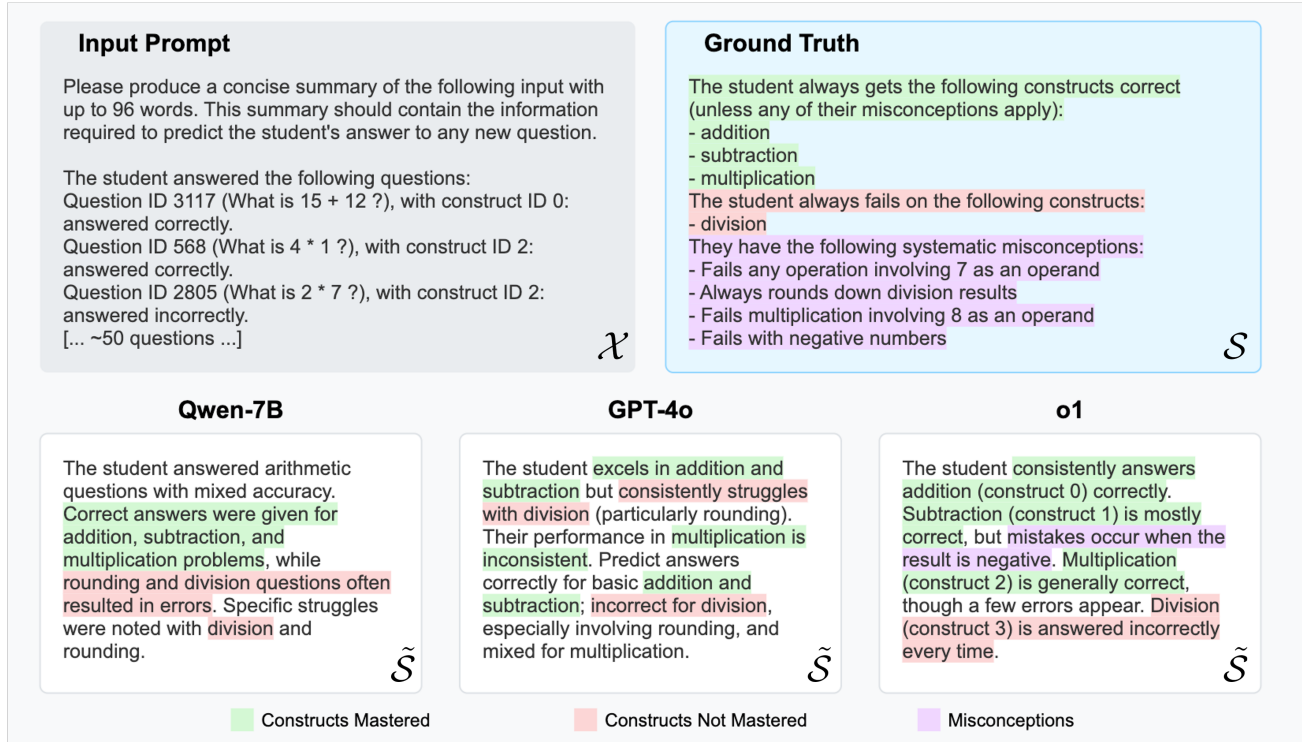 Input Prompt
Please produce a concise summary of the following input with
up to 96 words. This summary should contain the information
required to predict the student's answer to any new question.
The student answered the following questions:
Question ID 3117 (What is 15 + 12 ?), with construct ID 0:
answered correctly.
Question ID 568 (What is 4 * 1 ?), with construct ID 2:
answered correctly.
Question ID 2805 (What is 2 * 7 ?), with construct ID 2:
answered incorrectly.
[... ~50 questions ...]
𝒳
Ground Truth
The student always gets the following constructs correct
(unless any of their misconceptions apply):
- addition
- subtraction
- multiplication
The student always fails on the following constructs:
- division
They have the following systematic misconceptions:
- Fails any operation involving 7 as an operand
- Always rounds down division results
- Fails multiplication involving 8 as an operand
- Fails with negative numbers
𝒮
Qwen-7B
The student answered arithmetic
questions with mixed accuracy.
Correct answers were given for
addition, subtraction, and
multiplication problems, while
rounding and division questions often
resulted in errors. Specific struggles
were noted with division and
rounding.
𝒮̃
GPT-4o
The student excels in addition and
subtraction but consistently struggles
with division (particularly rounding).
Their performance in multiplication is
inconsistent. Predict answers
correctly for basic addition and
subtraction; incorrect for division,
especially involving rounding, and
mixed for multiplication.
𝒮̃
o1
The student consistently answers
addition (construct 0) correctly.
Subtraction (construct 1) is mostly
correct, but mistakes occur when the
result is negative. Multiplication
(construct 2) is generally correct,
though a few errors appear. Division
(construct 3) is answered incorrectly
every time.
𝒮̃
Constructs Mastered
Constructs Not Mastered
Misconceptions